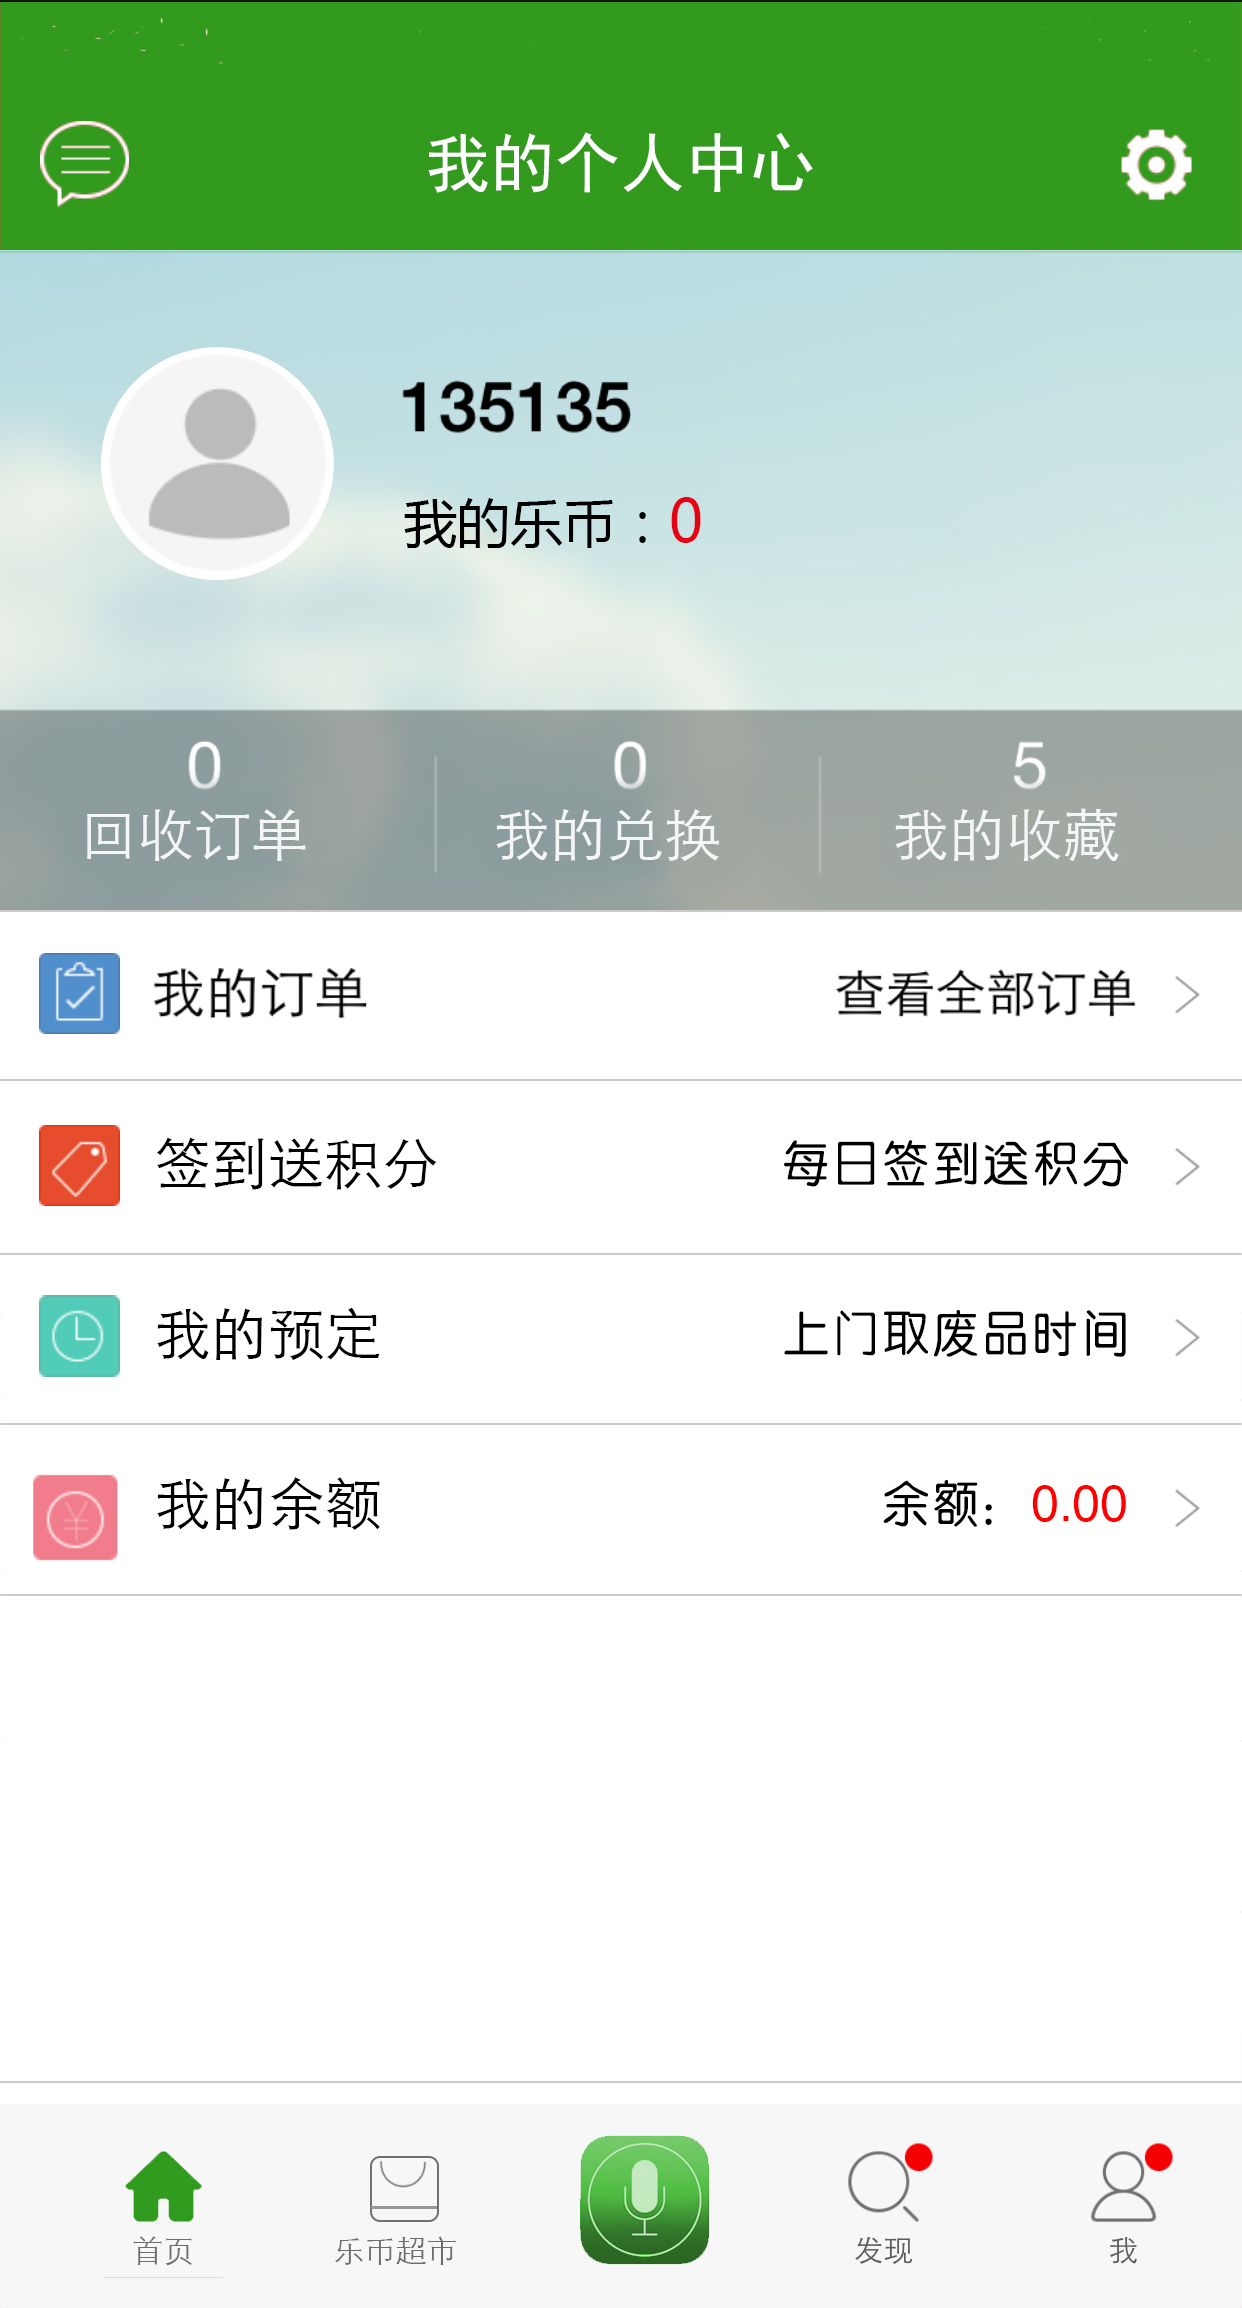 我的个人中心
135135
我的乐币：0
0 0 5
回收订单 我的兑换 我的收藏
我的订单 查看全部订单
签到送积分 每日签到送积分
我的预定 上门取废品时间
我的余额 余额：0.00
首页 乐币超市 发现 我